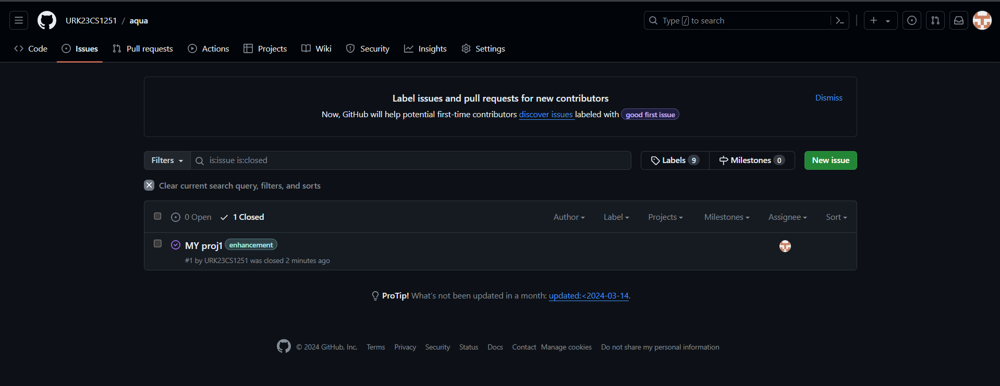 URK23CS1251 / aqua
Type / to search
Code Issues Pull requests Actions Projects Wiki Security Insights Settings
Label issues and pull requests for new contributors
Dismiss
Now, GitHub will help potential first-time contributors discover issues labeled with good first issue
Filters is:issue is:closed Labels 9 Milestones 0 New issue
Clear current search query, filters, and sorts
0 Open 1 Closed Author Label Projects Milestones Assignee Sort
MY proj1 enhancement
#1 by URK23CS1251 was closed 2 minutes ago
ProTip! What's not been updated in a month: updated:<2024-03-14.
© 2024 GitHub, Inc. Terms Privacy Security Status Docs Contact Manage cookies Do not share my personal information